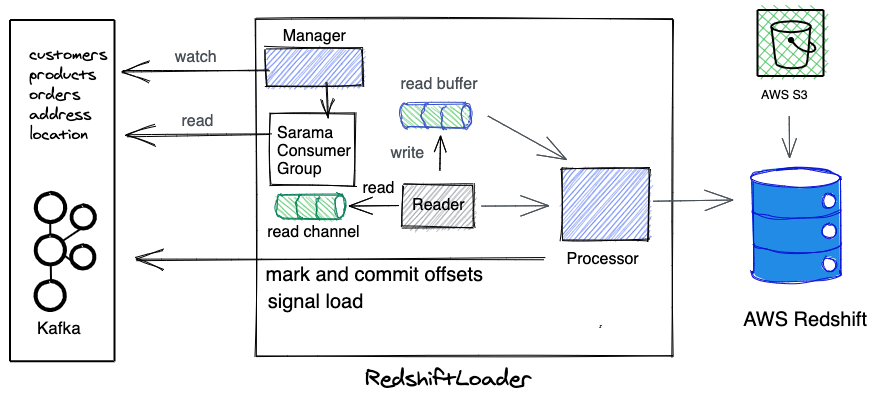 customers
products
orders
address
location
Kafka
watch
read
Manager
Sarama
Consumer
Group
read buffer
write
read
Reader
read channel
Processor
mark and commit offsets
signal load
RedshiftLoader
AWS S3
AWS Redshift